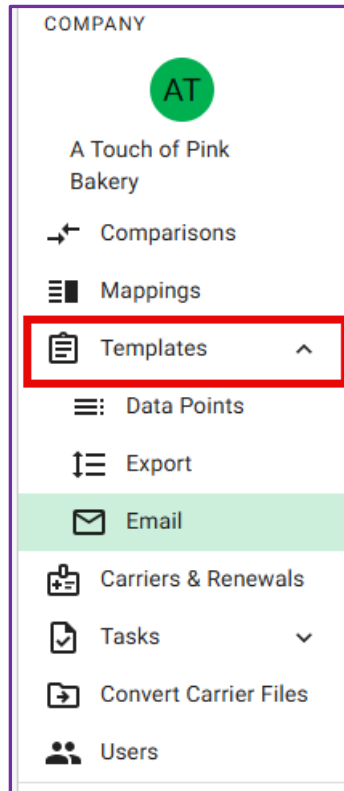 COMPANY
AT
A Touch of Pink
Bakery
Comparisons
Mappings
Templates
Data Points
Export
Email
Carriers & Renewals
Tasks
Convert Carrier Files
Users